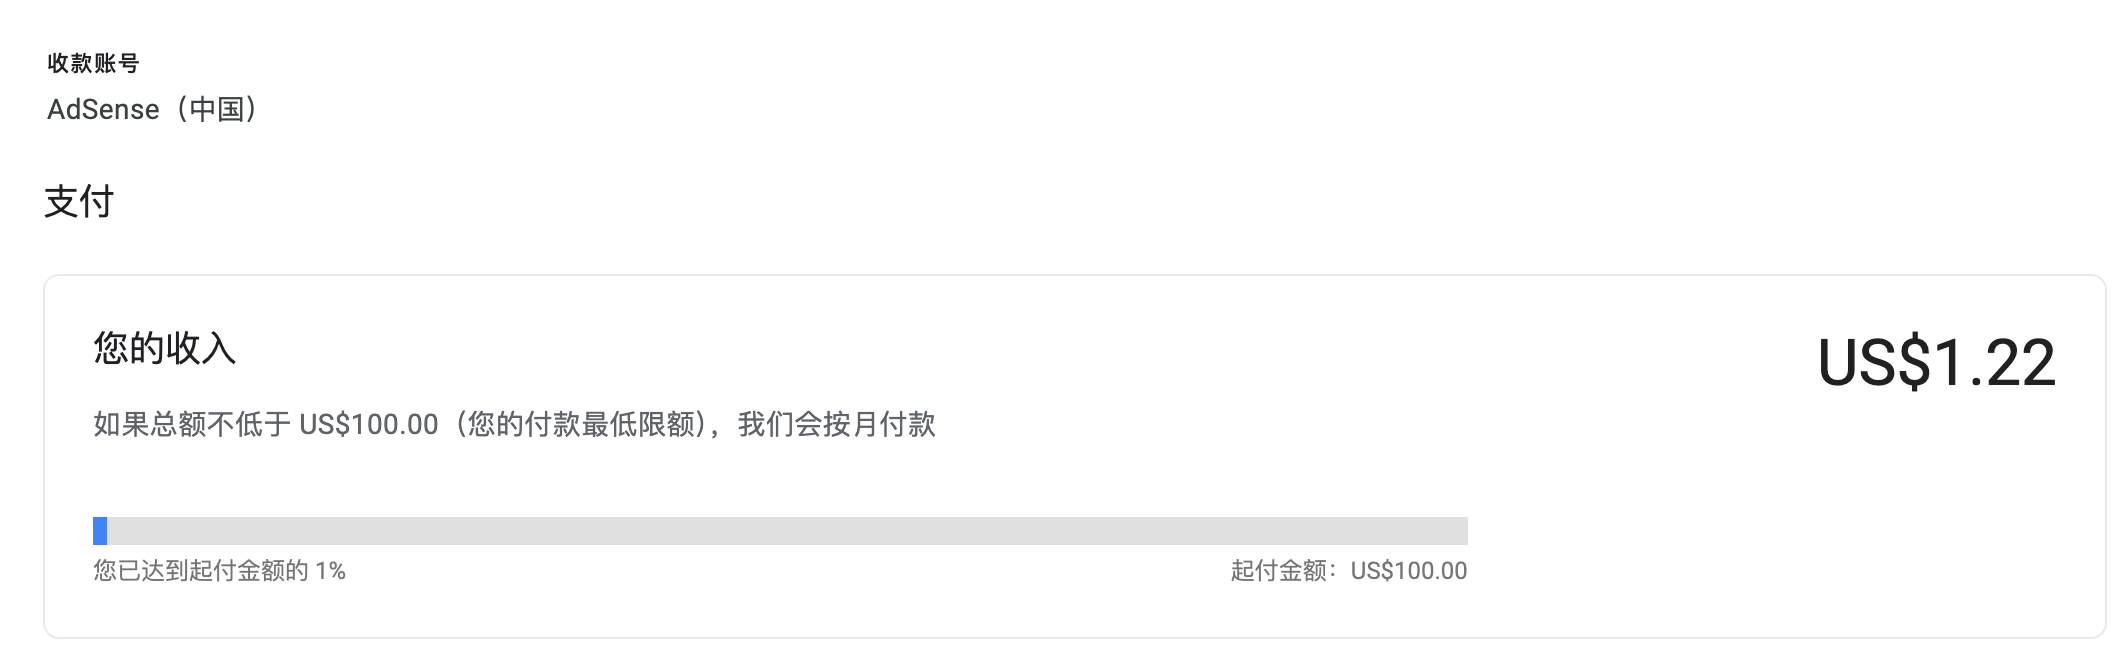 收款账号
AdSense（中国）
支付
您的收入
US$1.22
如果总额不低于 US$100.00（您的付款最低限额），我们会按月付款
您已达到起付金额的 1%
起付金额：US$100.00